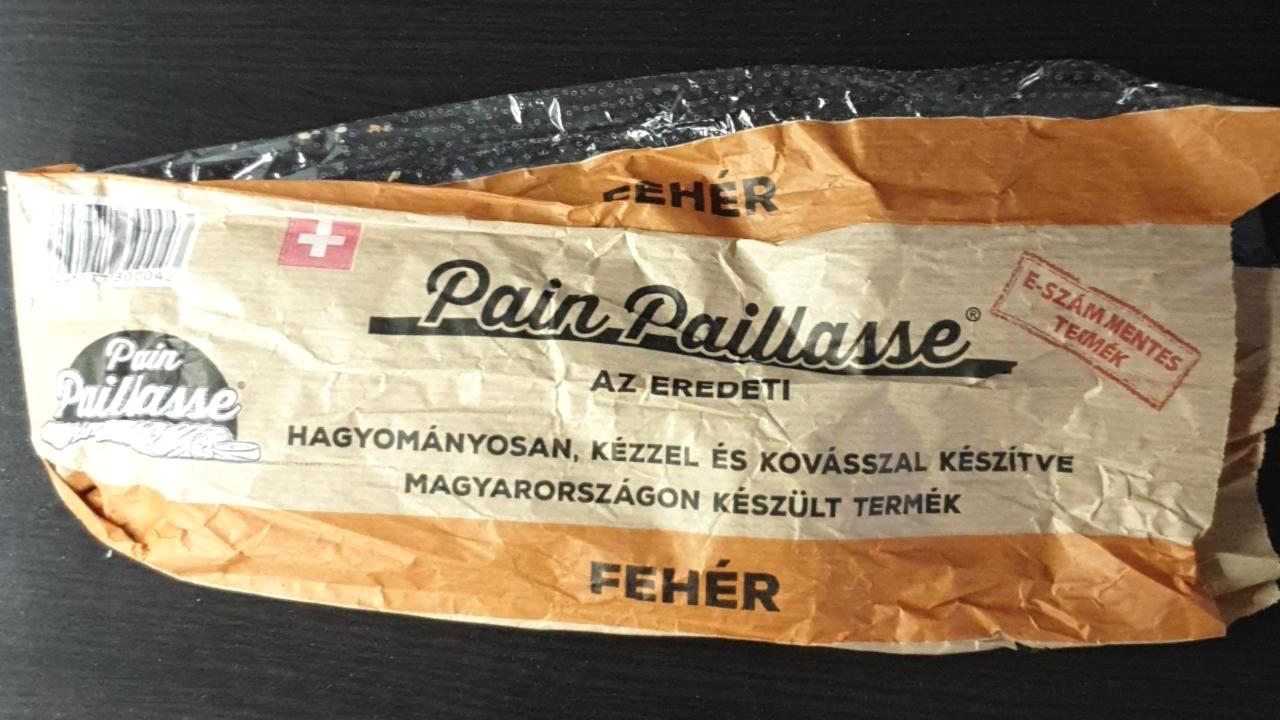 FEHÉR
Pain Paillasse®
E-SZÁM MENTES
TERMÉK
AZ EREDETI
Pain
Paillasse
HAGYOMÁNYOSAN, KÉZZEL ÉS KOVÁSSZAL KÉSZÍTVE
MAGYARORSZÁGON KÉSZÜLT TERMÉK
FEHÉR